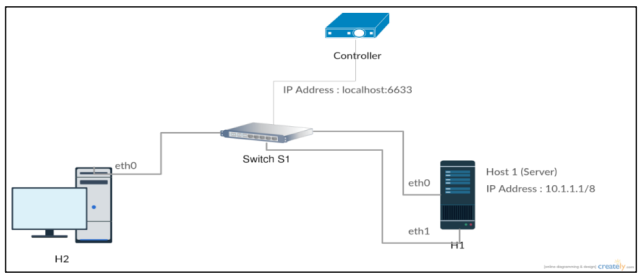 Controller
IP Address : localhost:6633
eth0
Switch S1
Host 1 (Server)
eth0
IP Address : 10.1.1.1/8
eth1
H1
H2
creately